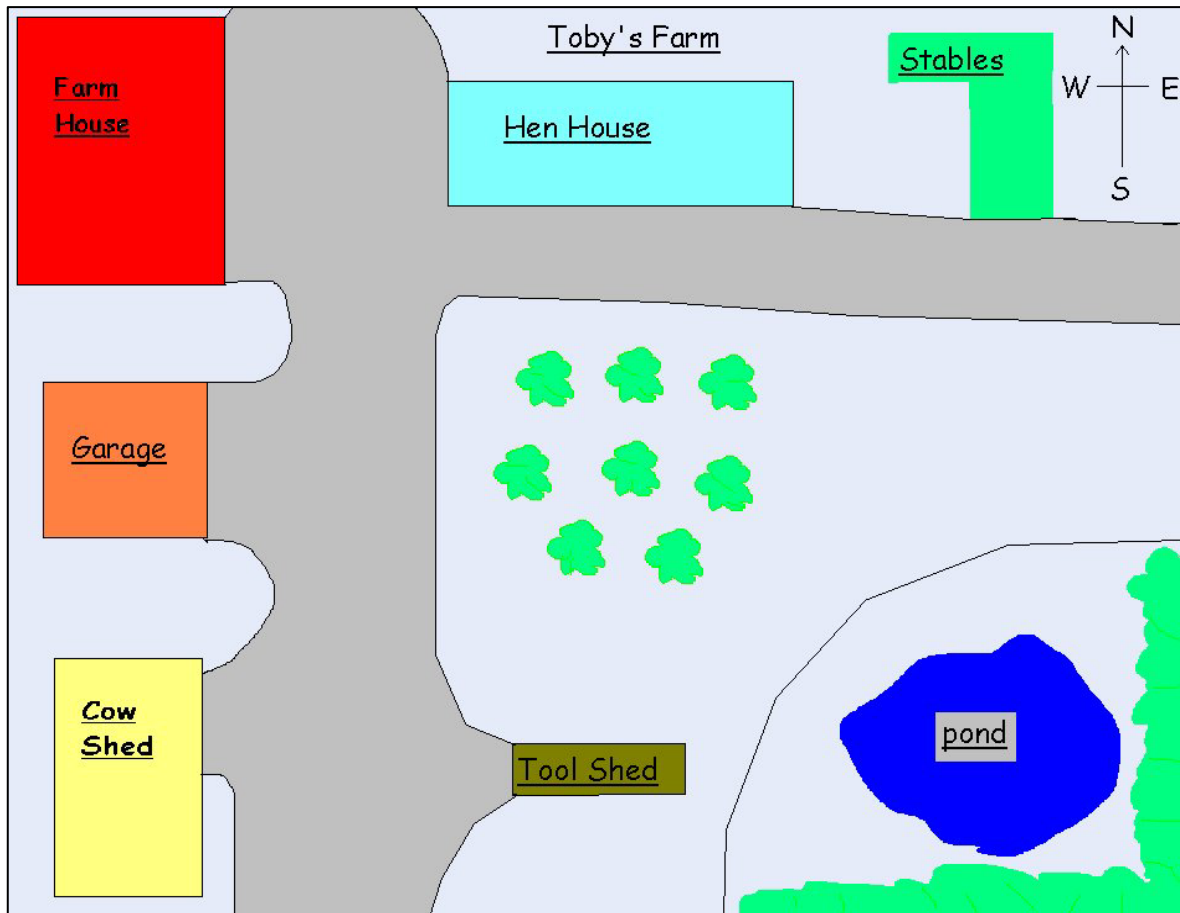 Toby's Farm
Farm
House
Hen House
Stables
N
W
E
S
Garage
Cow
Shed
Tool Shed
pond